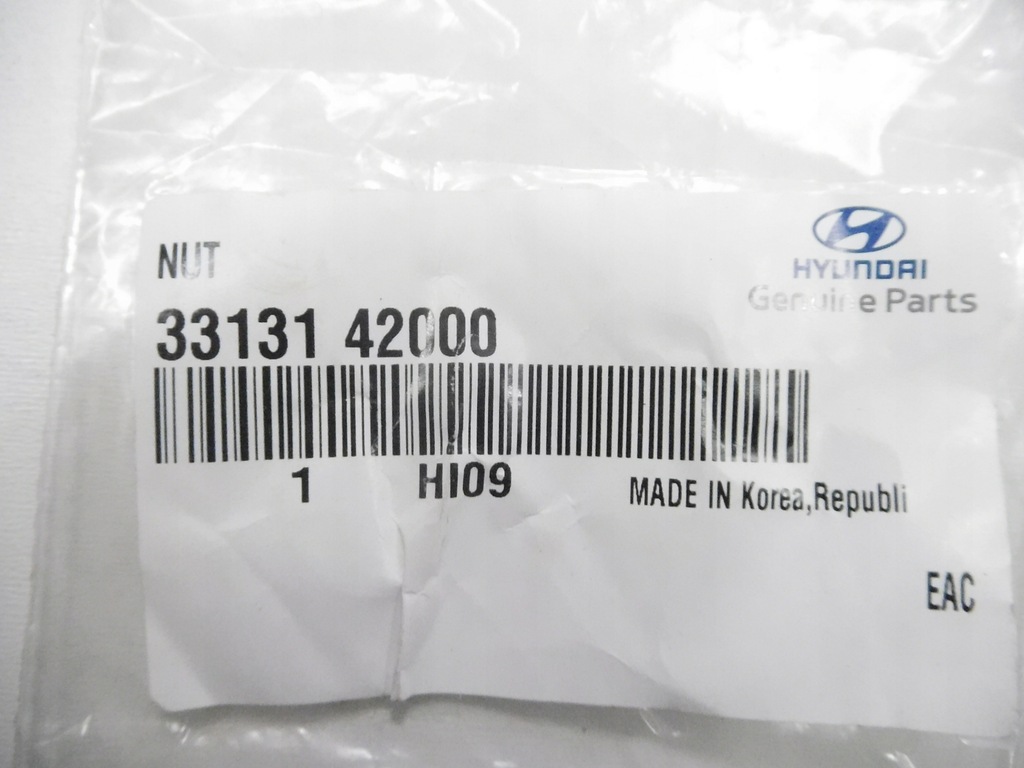 NUT
HYUNDAI
Genuine Parts
33131 42000
1 HI09 MADE IN Korea,Republi
EAC